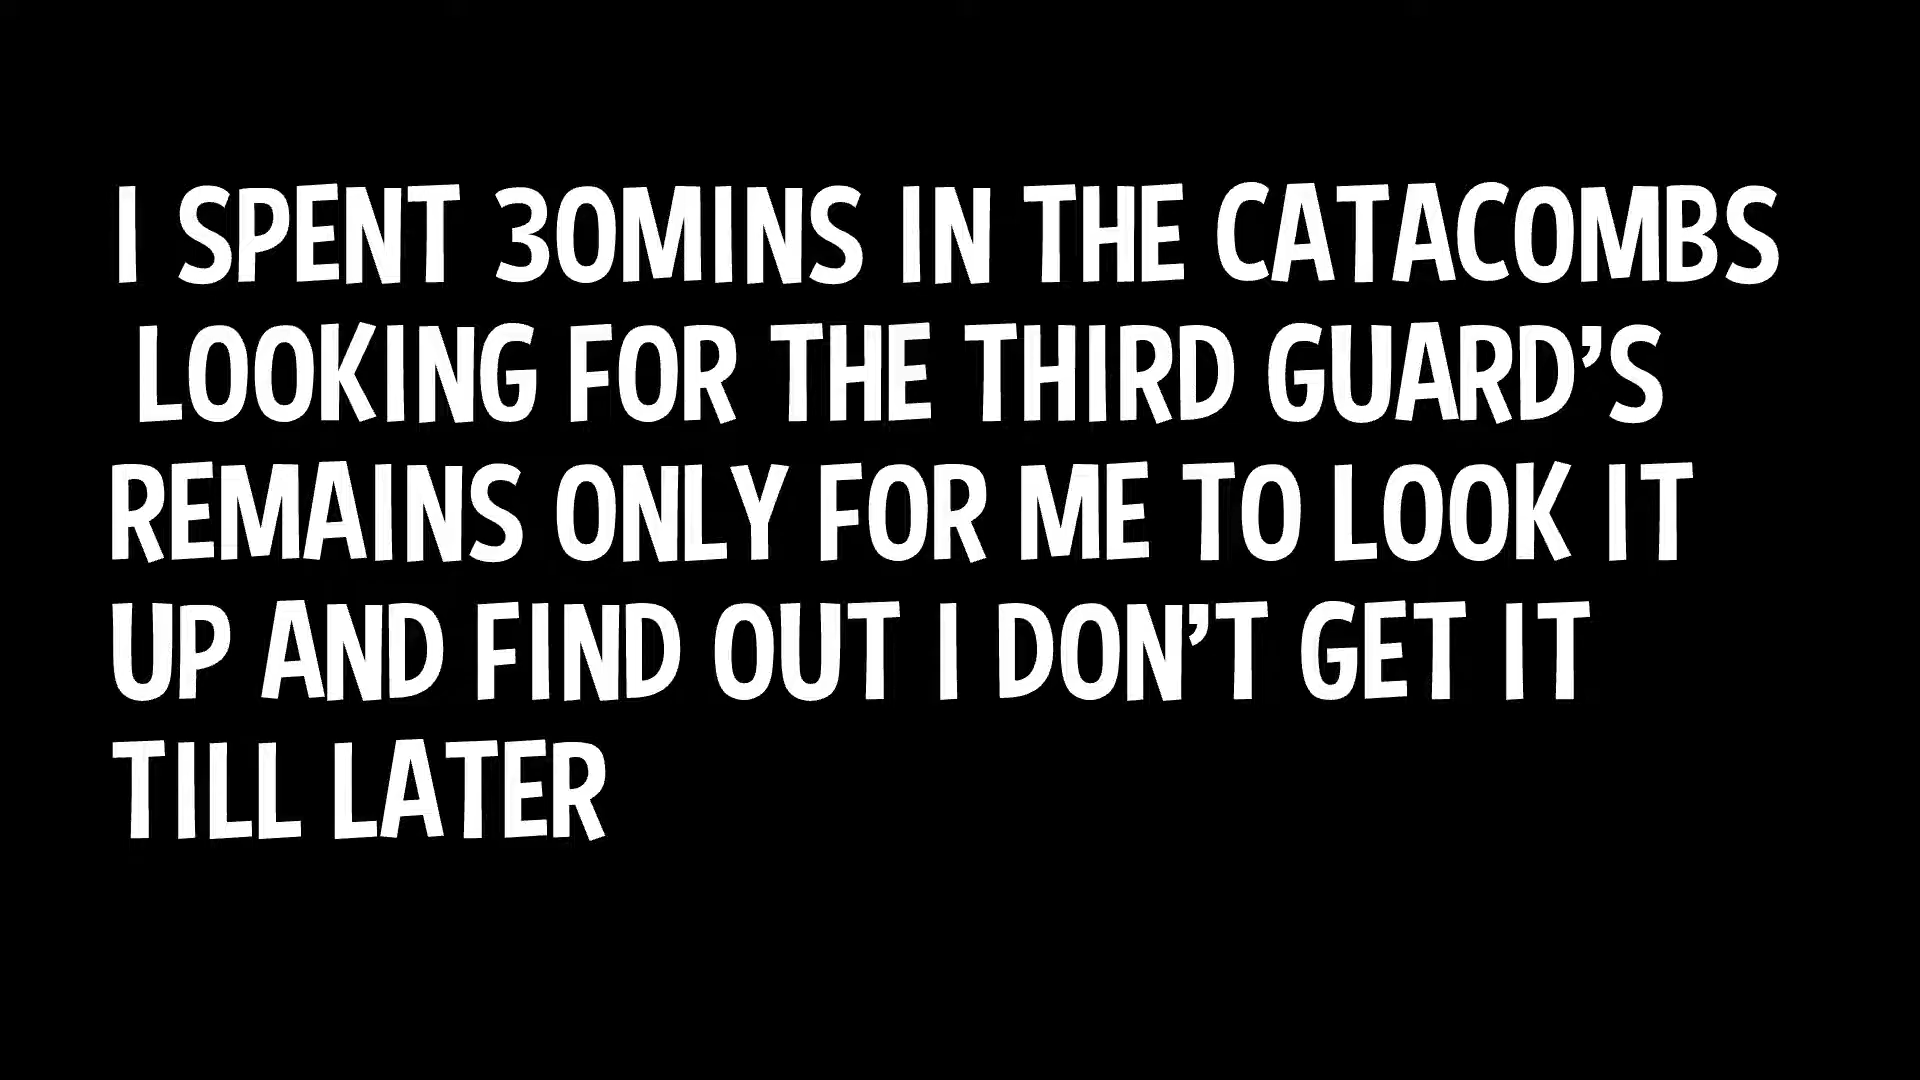 I SPENT 30MINS IN THE CATACOMBS
LOOKING FOR THE THIRD GUARD’S
REMAINS ONLY FOR ME TO LOOK IT
UP AND FIND OUT I DON’T GET IT
TILL LATER